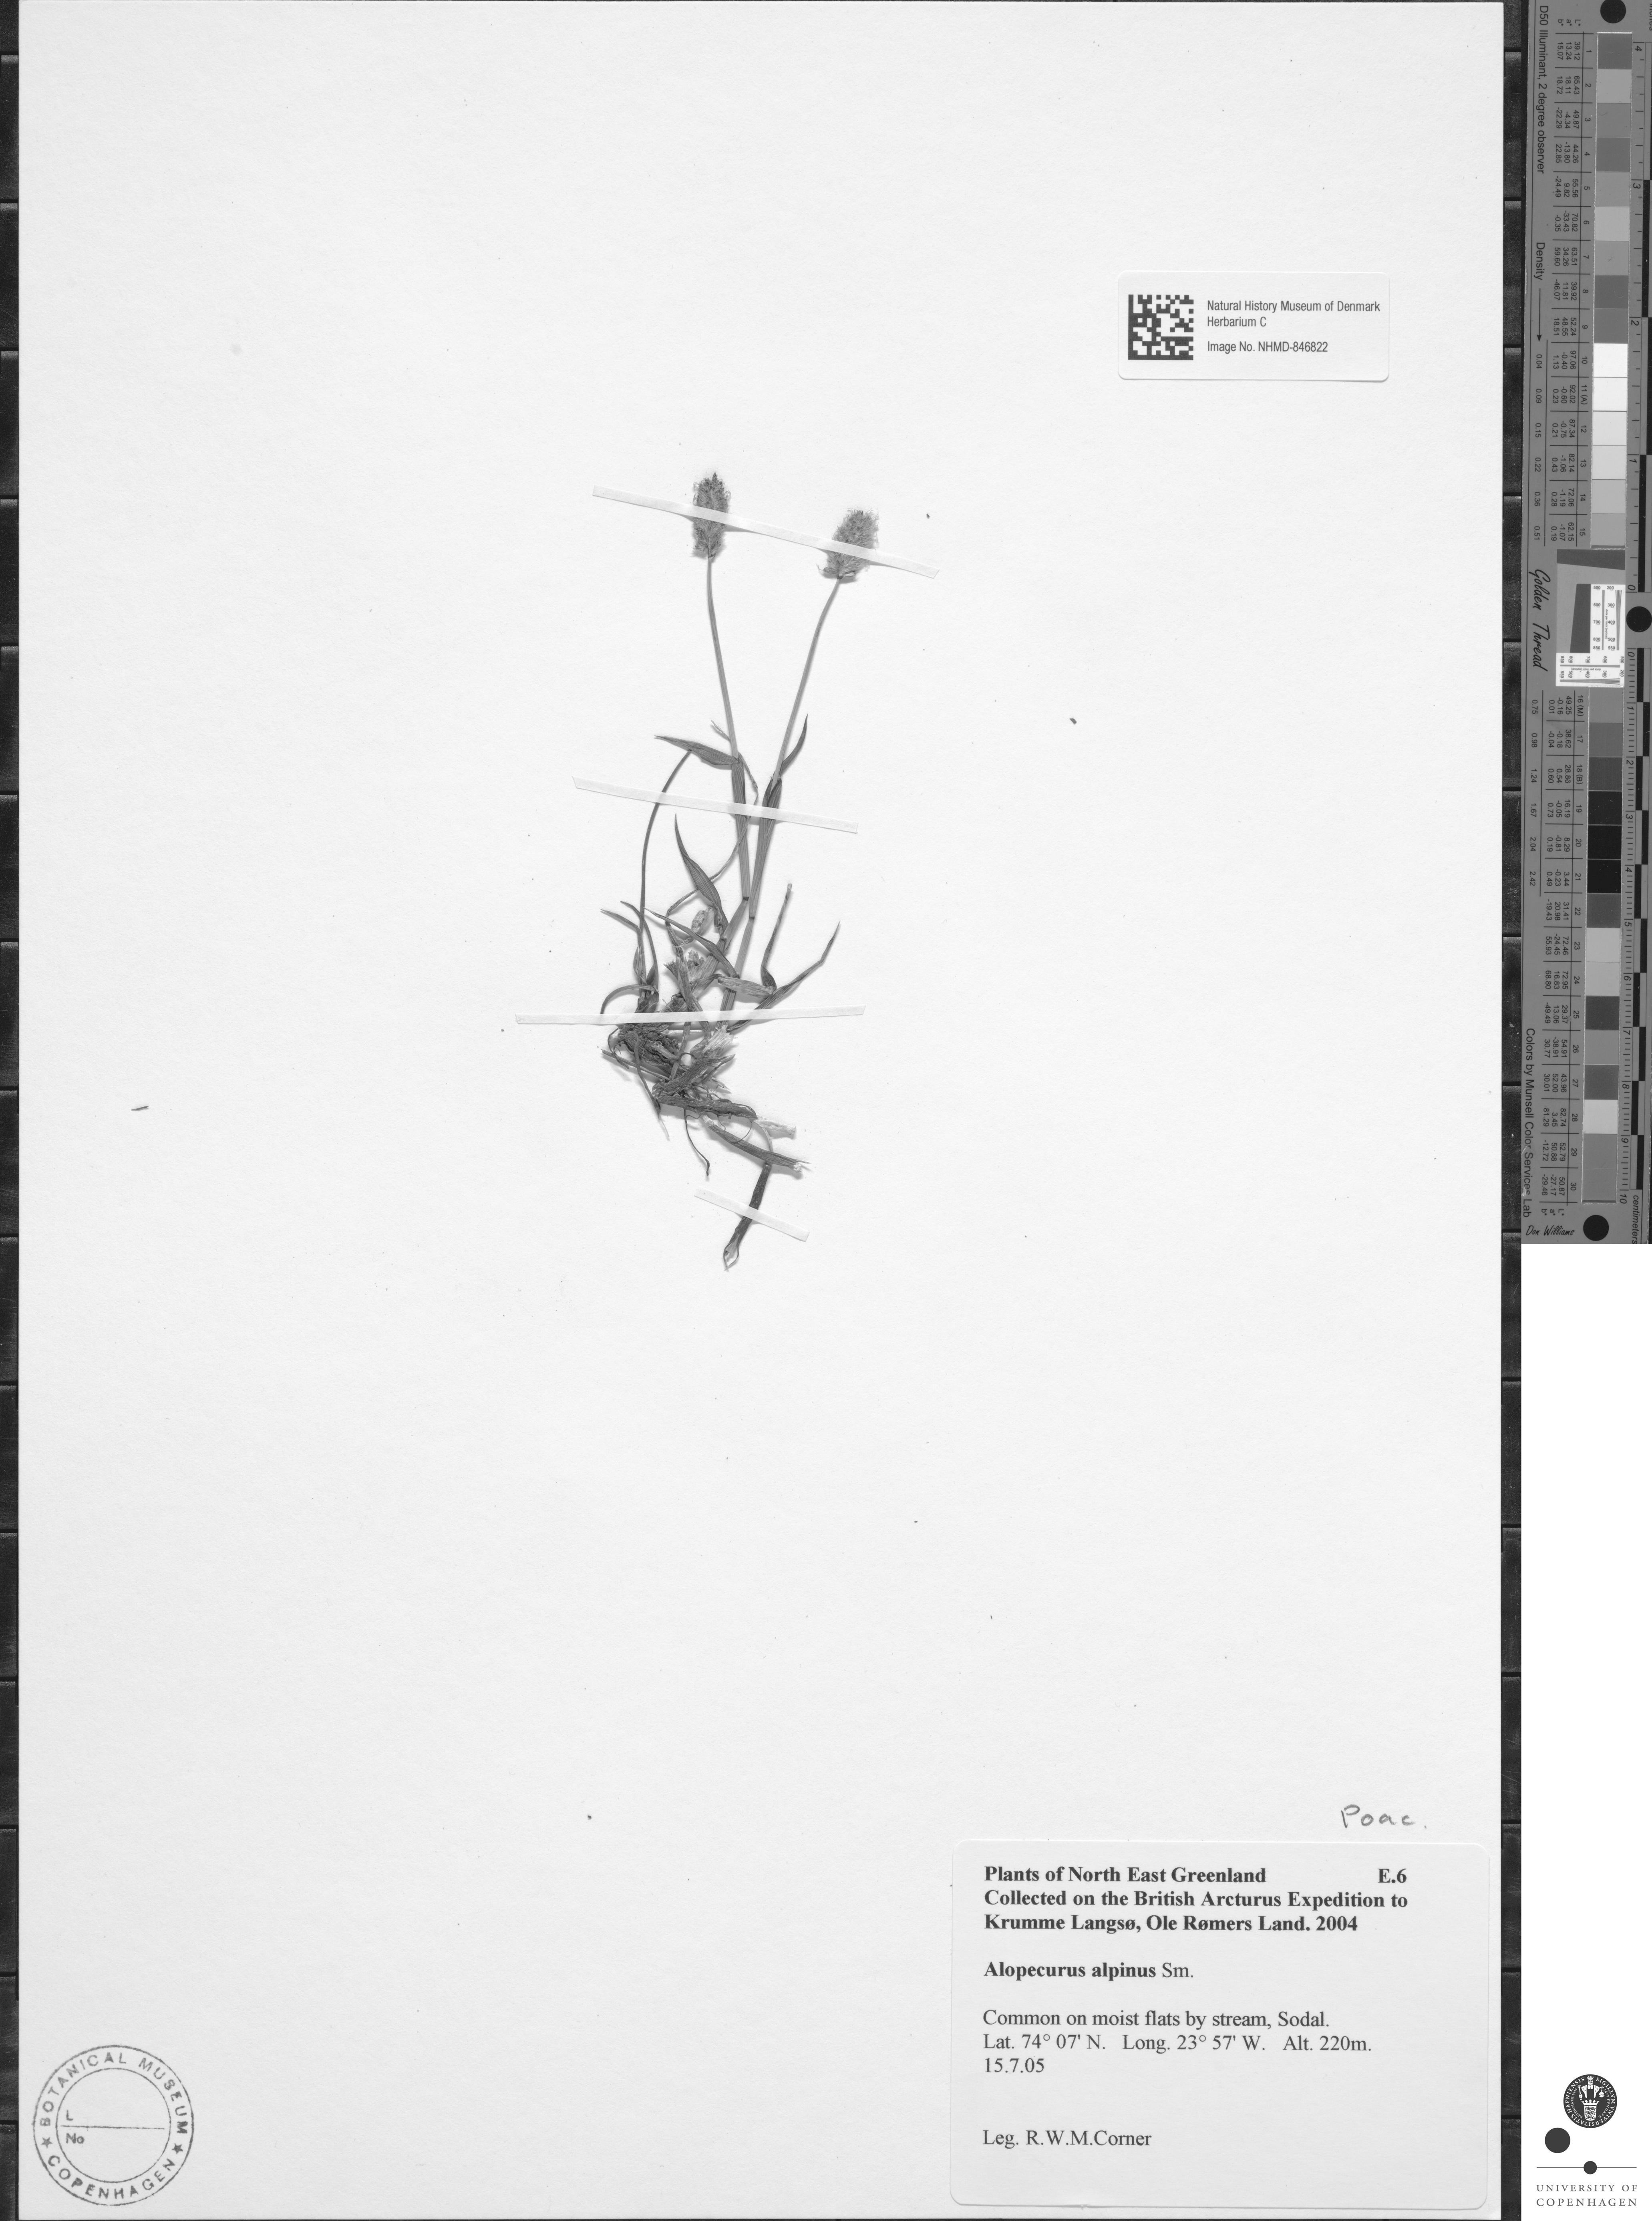 Natural History Museum of Denmark
Herbarium C
Image No. NHMD-846822
Poac.
Plants of North East Greenland E.6
Collected on the British Arcturus Expedition to
Krumme Langsø, Ole Rømers Land. 2004
Alopecurus alpinus Sm.
Common on moist flats by stream, Sodal.
Lat. 74° 07' N. Long. 23° 57' W. Alt. 220m.
15.7.05
Leg. R.W.M.Corner
BOTANICAL MUSEUM
L
No
COPENHAGEN
D50 Illuminant, 2 degree observer
Density
Golden Thread
Colors by Munsell Color Services Lab
Don Williams
centimeters
UNIVERSITY OF
COPENHAGEN